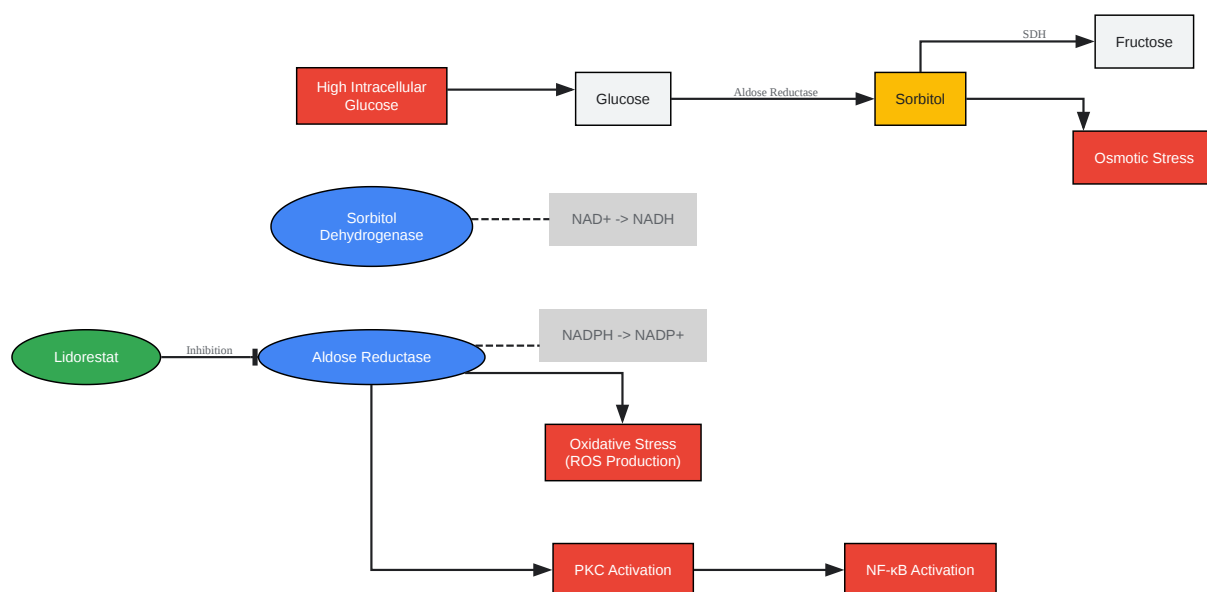 SDH
Fructose
High Intracellular
Glucose
Glucose
Aldose Reductase
Sorbitol
Osmotic Stress
Sorbitol
Dehydrogenase
NAD+ -> NADH
NADPH -> NADP+
Lidorestat
Inhibition
Aldose Reductase
Oxidative Stress
(ROS Production)
PKC Activation
NF-κB Activation